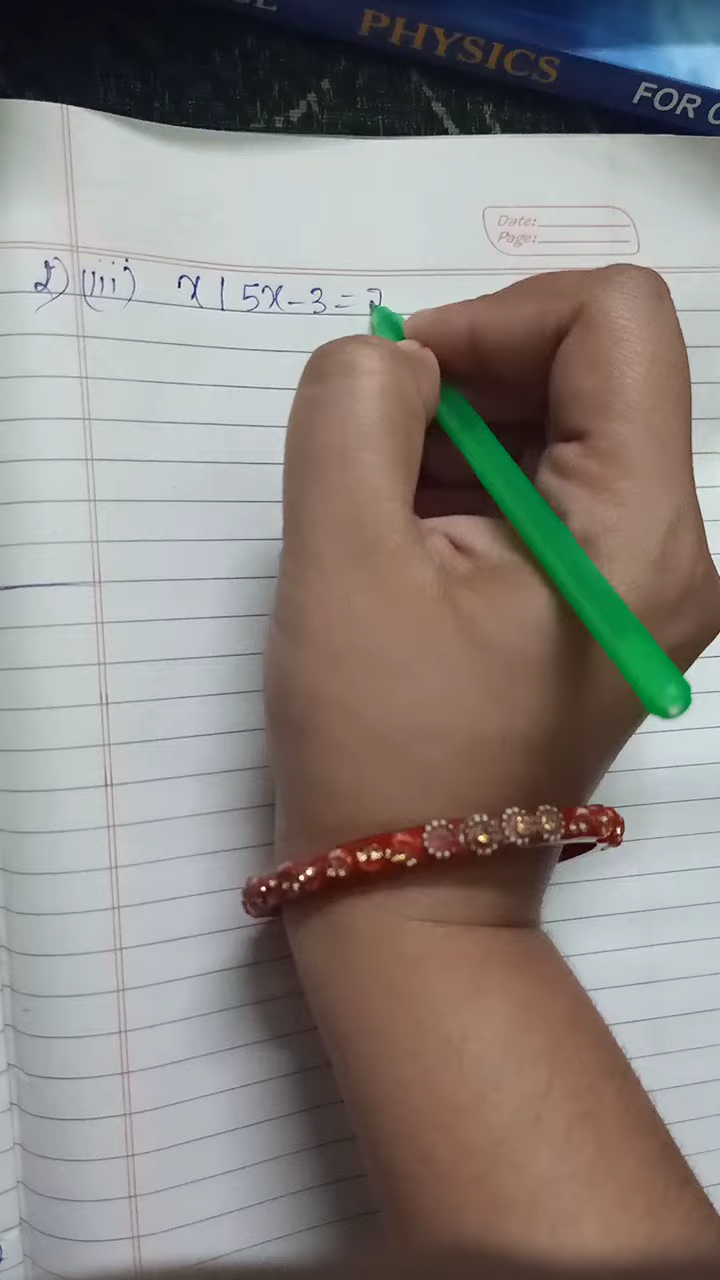 PHYSICS
FOR
Date:
Page:
2) (iii) x | 5x - 3 =